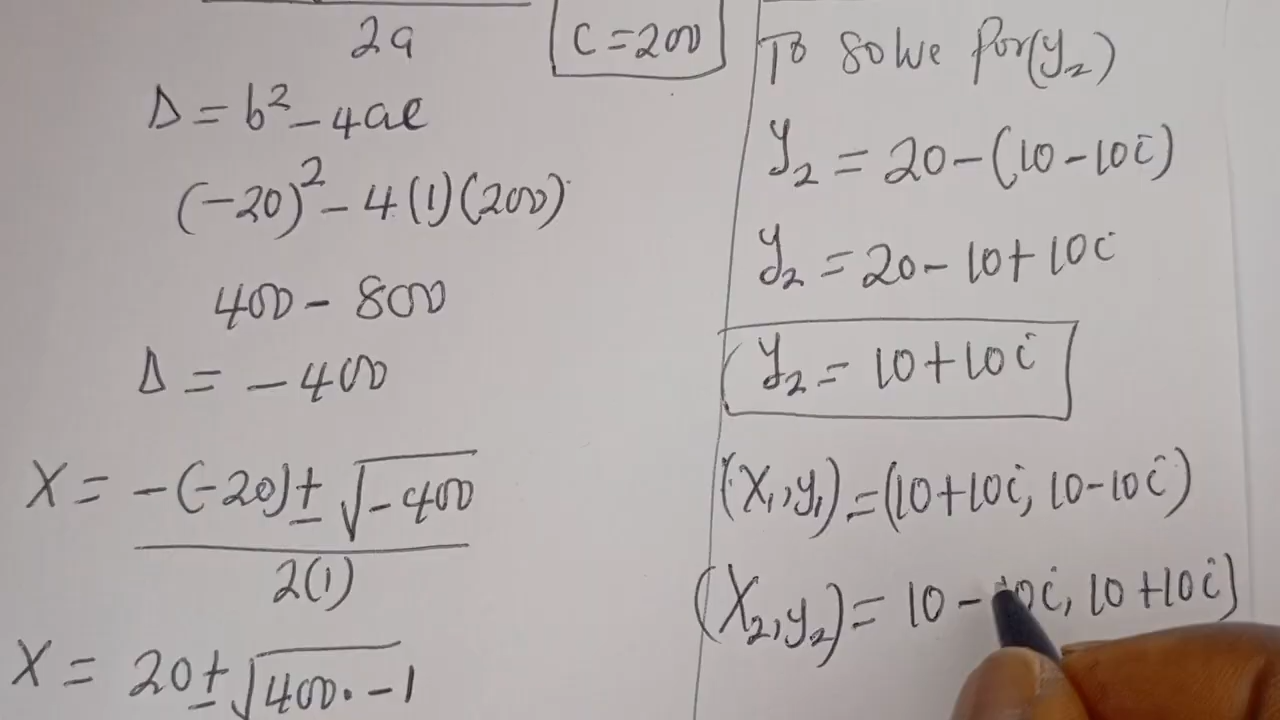 2a
C = 200
Δ = b² - 4ac
(-20)² - 4(1)(200)
400 - 800
Δ = -400
X = -(-20) ± √-400
2(1)
X = 20 ± √400 · -1
To solve for (y₂)
y₂ = 20 - (10 - 10i)
y₂ = 20 - 10 + 10i
y₂ = 10 + 10i
(X₁, y₁) = (10 + 10i, 10 - 10i)
(X₂, y₂) = 10 - 10i, 10 + 10i)